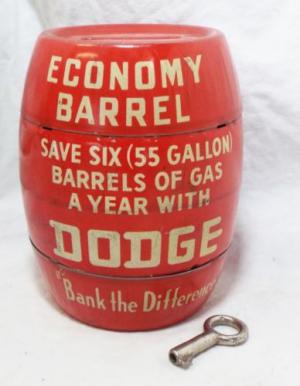 ECONOMY
BARREL
SAVE SIX (55 GALLON)
BARRELS OF GAS
A YEAR WITH
DODGE
"Bank the Difference